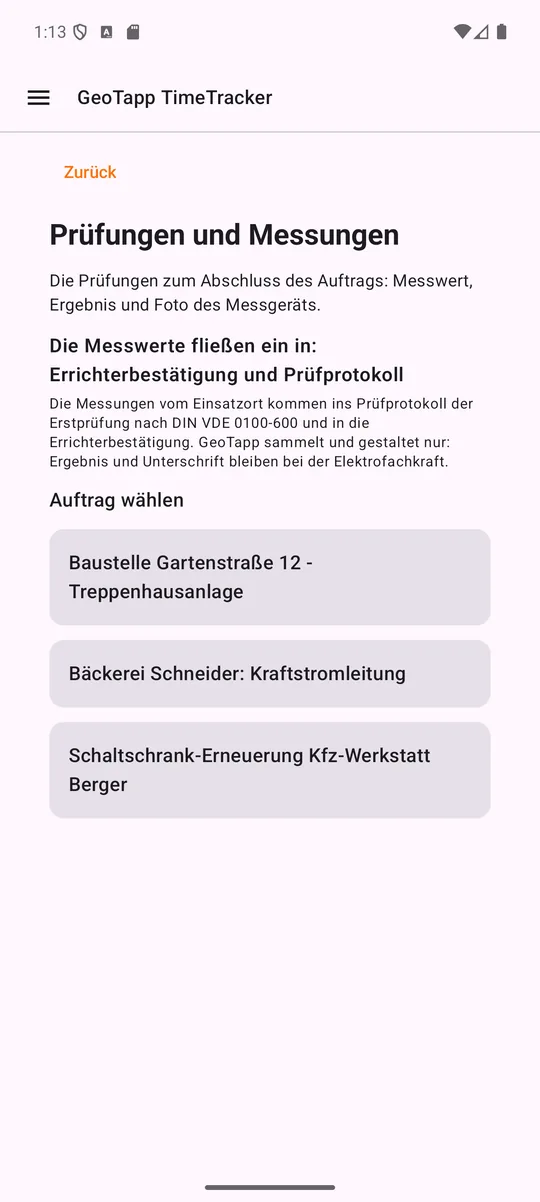 1:13
GeoTapp TimeTracker
Zurück
Prüfungen und Messungen
Die Prüfungen zum Abschluss des Auftrags: Messwert,
Ergebnis und Foto des Messgeräts.
Die Messwerte fließen ein in:
Errichterbestätigung und Prüfprotokoll
Die Messungen vom Einsatzort kommen ins Prüfprotokoll der
Erstprüfung nach DIN VDE 0100-600 und in die
Errichterbestätigung. GeoTapp sammelt und gestaltet nur:
Ergebnis und Unterschrift bleiben bei der Elektrofachkraft.
Auftrag wählen
Baustelle Gartenstraße 12 -
Treppenhausanlage
Bäckerei Schneider: Kraftstromleitung
Schaltschrank-Erneuerung Kfz-Werkstatt
Berger